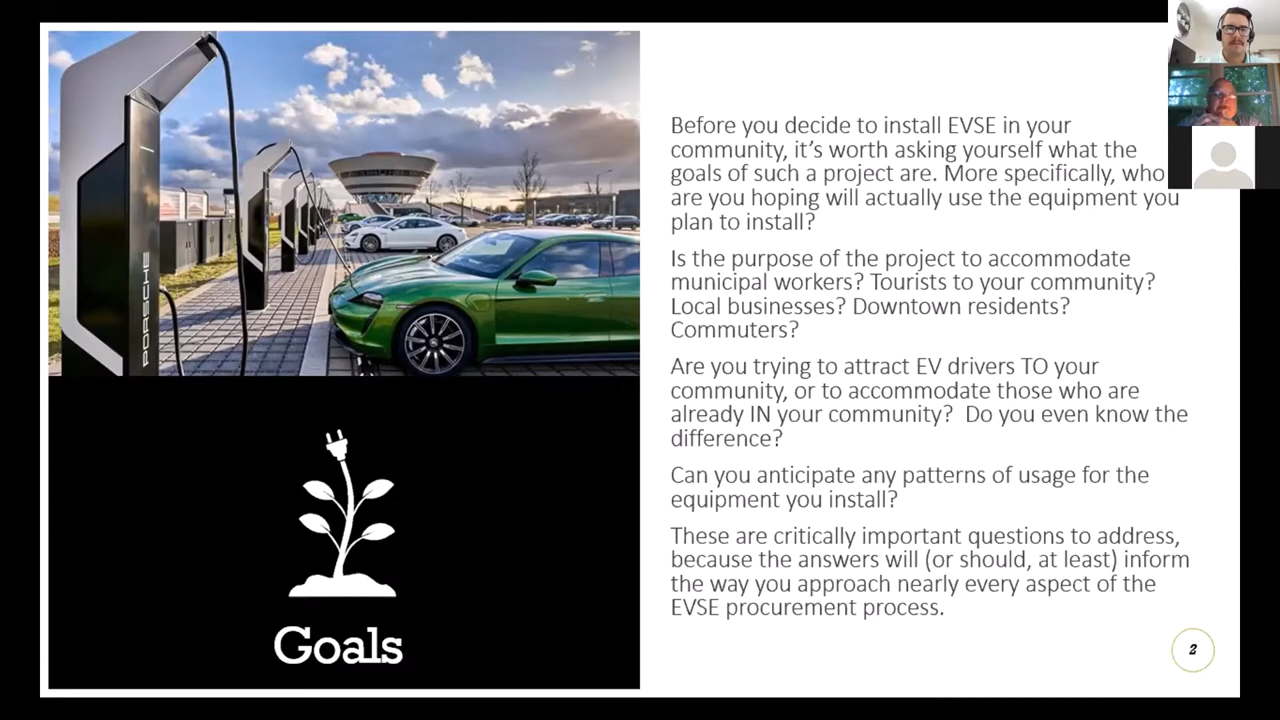 PORSCHE
Goals
Before you decide to install EVSE in your
community, it's worth asking yourself what the
goals of such a project are. More specifically, who
are you hoping will actually use the equipment you
plan to install?
Is the purpose of the project to accommodate
municipal workers? Tourists to your community?
Local businesses? Downtown residents?
Commuters?
Are you trying to attract EV drivers TO your
community, or to accommodate those who are
already IN your community?  Do you even know the
difference?
Can you anticipate any patterns of usage for the
equipment you install?
These are critically important questions to address,
because the answers will (or should, at least) inform
the way you approach nearly every aspect of the
EVSE procurement process.
2